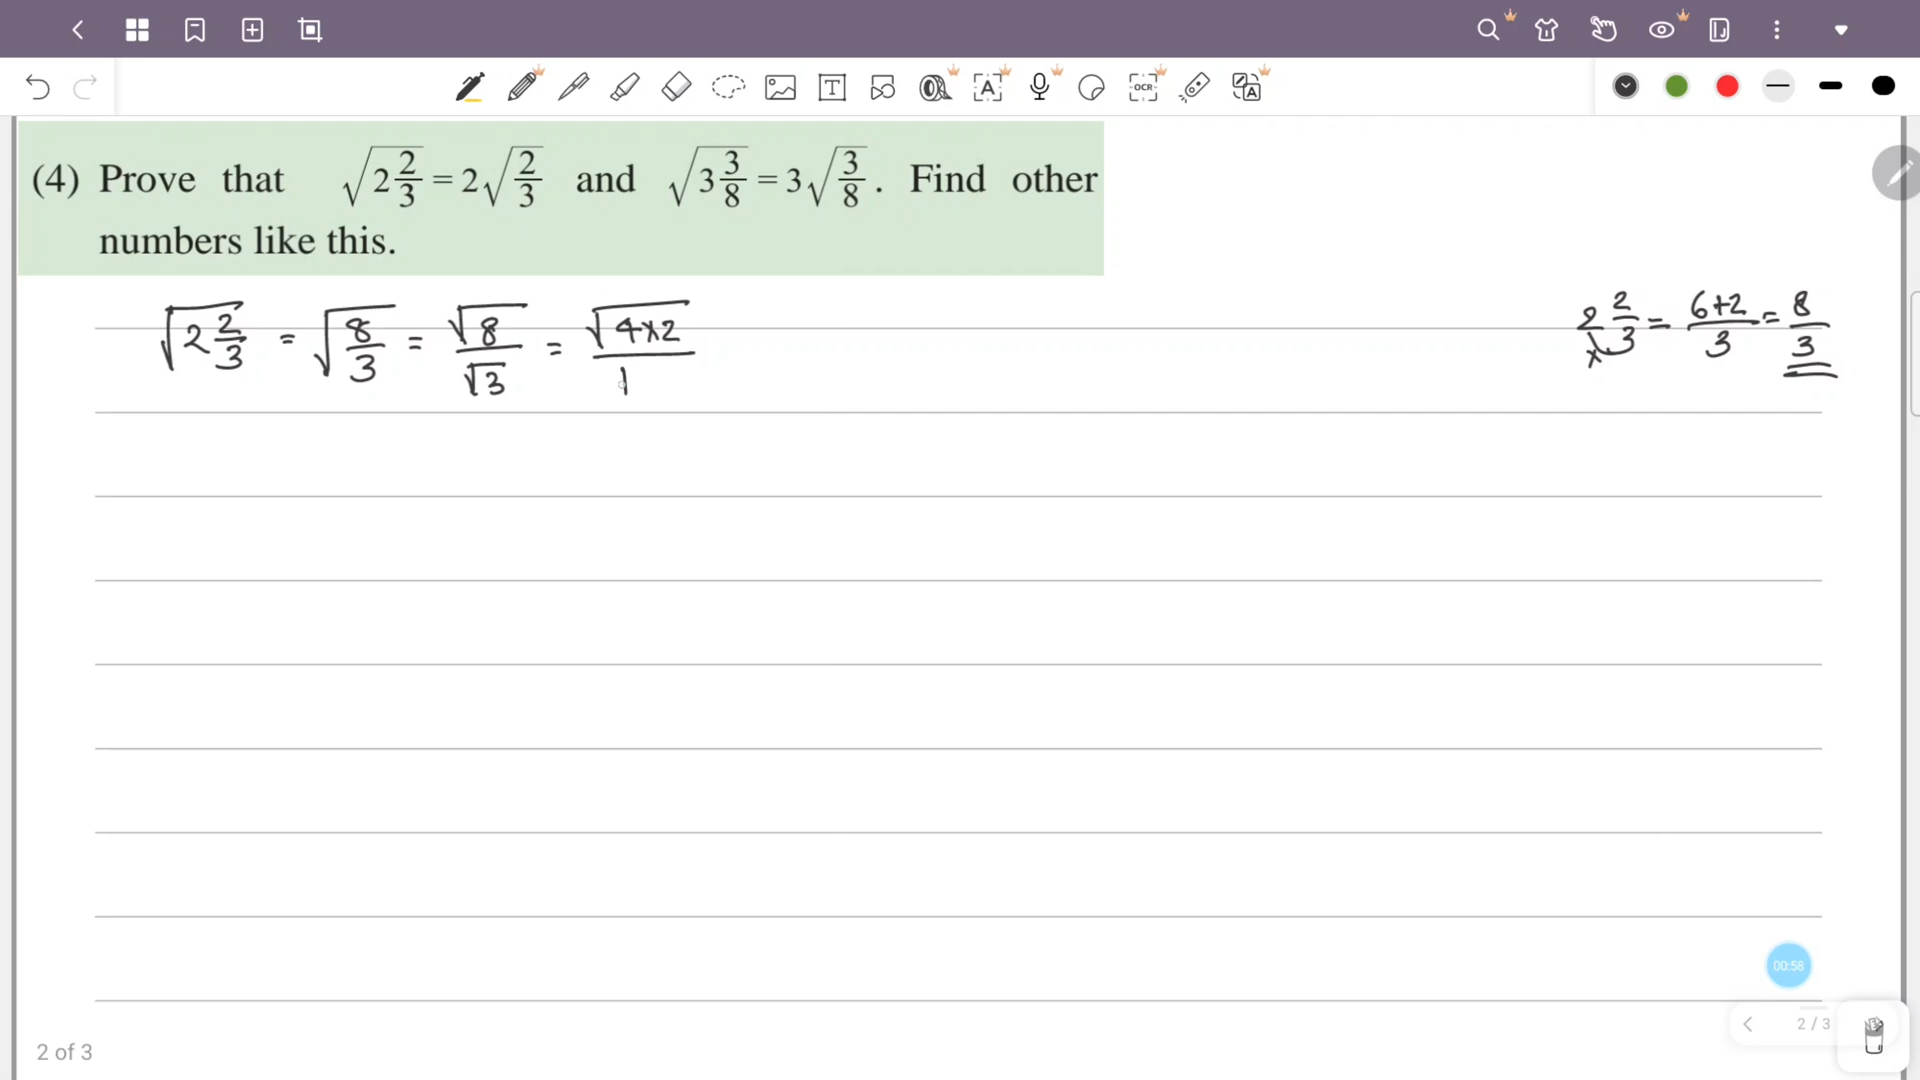 (4) Prove that √2 2/3 = 2√2/3 and √3 3/8 = 3√3/8. Find other
numbers like this.
√2 2/3 = √8/3 = √8/√3 = √4×2/
2 2/3 = 6+2/3 = 8/3
×
00:58
2 / 3
2 of 3
T
A
OCR
A